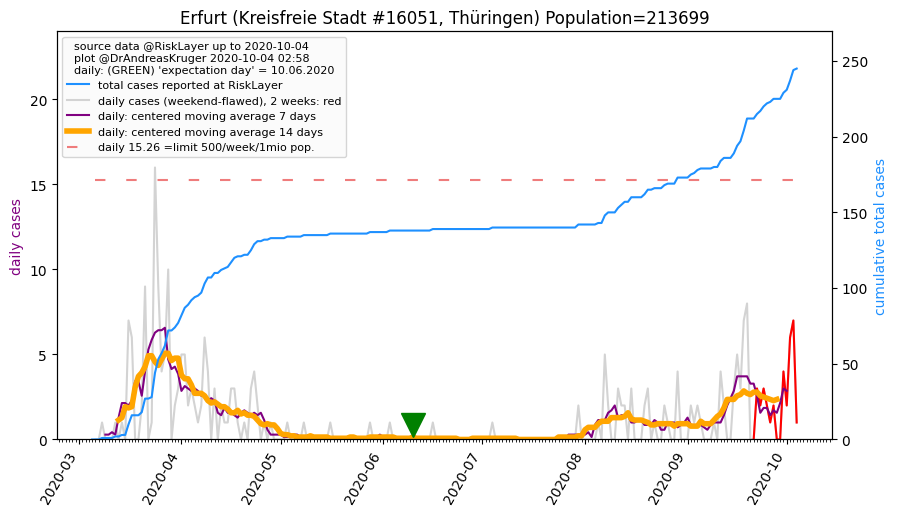 Erfurt (Kreisfreie Stadt #16051, Thüringen) Population=213699
source data @RiskLayer up to 2020-10-04
plot @DrAndreasKruger 2020-10-04 02:58
daily: (GREEN) 'expectation day' = 10.06.2020
total cases reported at RiskLayer
daily cases (weekend-flawed), 2 weeks: red
daily: centered moving average 7 days
daily: centered moving average 14 days
daily 15.26 =limit 500/week/1mio pop.
daily cases
20
15
10
5
0
cumulative total cases
250
200
150
100
50
0
2020-03
2020-04
2020-05
2020-06
2020-07
2020-08
2020-09
2020-10